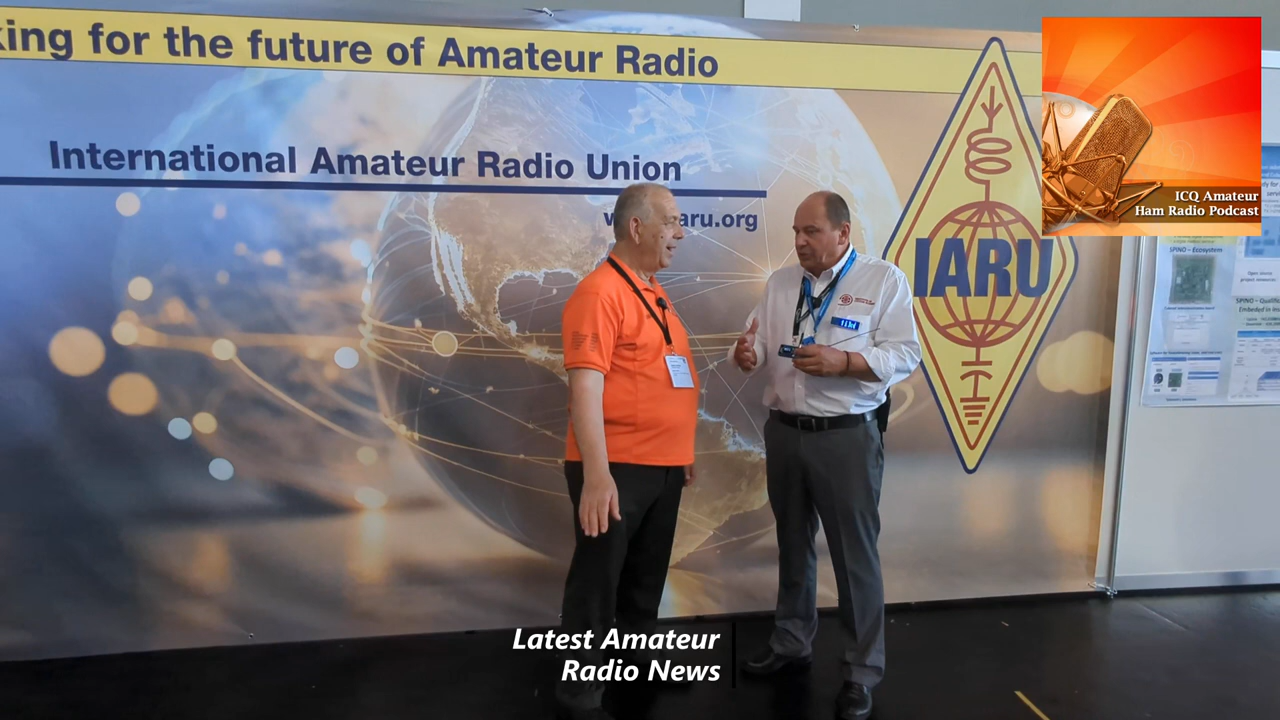 king for the future of Amateur Radio
International Amateur Radio Union
aru.org
IARU
ICQ Amateur
Ham Radio Podcast
SPINO - Ecosystem
Latest Amateur
Radio News